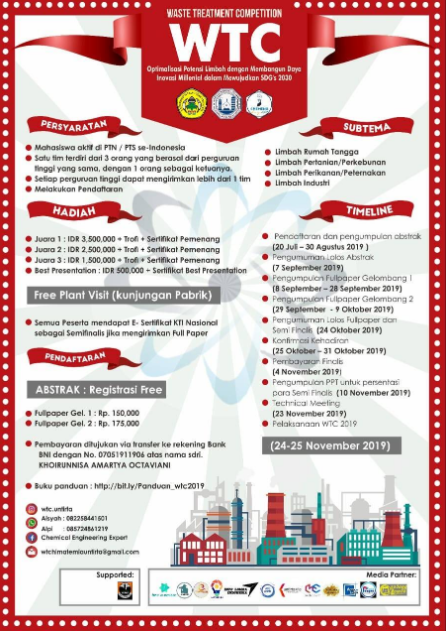 WASTE TREATMENT COMPETITION
WTC
Optimalisasi Potensi Limbah dengan Membangun Daya
Inovasi Millenial dalam Mewujudkan SDG's 2030
PERSYARATAN
Mahasiswa aktif di PTN / PTS se-Indonesia
Satu tim terdiri dari 3 orang yang berasal dari perguruan
tinggi yang sama, dengan 1 orang sebagai ketuanya.
Setiap perguruan tinggi dapat mengirimkan lebih dari 1 tim
Melakukan Pendaftaran
HADIAH
Juara 1 : IDR 3,500,000 + Trofi + Sertifikat Pemenang
Juara 2 : IDR 2,500,000 + Trofi + Sertifikat Pemenang
Juara 3 : IDR 1,500,000 + Trofi + Sertifikat Pemenang
Best Presentation : IDR 500,000 + Sertifikat Best Presentation
Free Plant Visit (kunjungan Pabrik)
Semua Peserta mendapat E- Sertifikat KTI Nasional
sebagai Semifinalis jika mengirimkan Full Paper
PENDAFTARAN
ABSTRAK : Registrasi Free
Fullpaper Gel. 1 : Rp. 150,000
Fullpaper Gel. 2 : Rp. 175,000
Pembayaran ditujukan via transfer ke rekening Bank
BNI dengan No. 07051911906 alas nama sdri.
KHOIRUNNISA AMARTYA OCTAVIANI
Buku panduan : http://bit.ly/Panduan_wtc2019
wtc.untirta
Aisyah : 082258441501
Alpi : 085724861219
Chemical Engineering Expo
wtchimatemiauntirta@gmail.com
SUBTEMA
Limbah Rumah Tangga
Limbah Pertanian/Perkebunan
Limbah Perikanan/Peternakan
Limbah Industri
TIMELINE
Pendaftaran dan pengumpulan abstrak
(20 Juli – 30 Agustus 2019 )
Pengumuman Lolos Abstrak
(7 September 2019)
Pengumpulan Fullpaper Gelombang 1
(8 September – 28 September 2019)
Pengumpulan Fullpaper Gelombang 2
(29 September - 9 Oktober 2019)
Pengumuman Lolos Fullpaper dan
Semi Finalis (24 Oktober 2019)
Konfirmasi Kehadiran
(25 Oktober – 31 Oktober 2019)
Pembayaran Finalis
(4 November 2019)
Pengumpulan PPT untuk persentasi
para Semi Finalis (10 November 2019)
Technical Meeting
(23 November 2019)
Pelaksanaan WTC 2019
(24-25 November 2019)
Supported:
Media Partner: